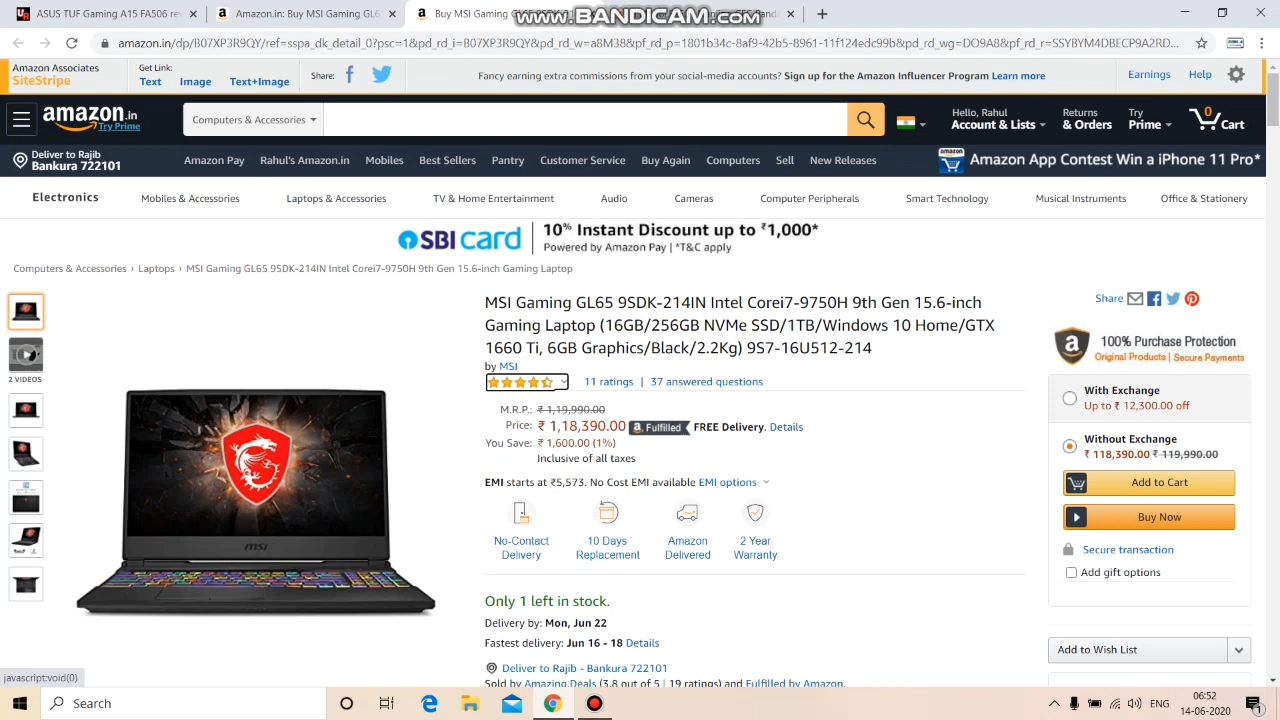 ASUS TUF Gaming A15 FA506 re
Amazon.in: Buy MSI Gaming GL6
Buy MSI Gaming
www.BANDICAM.com
amazon.in/dp/B07XP3R9QY/ref=sspa_dk_detail_0?psc=1&pd_rd_i=B07XP3R9QY&pd_rd_w=B8M38&pf_rd_p=1801b34c-8af9-42b5-8961-11f124edc99b&pd_rd_wg=DO9A8&pf_rd_r=SSYBYM4DBECP9A2RD...
Amazon Associates
SiteStripe
Get Link:
Text Image Text+Image
Share:
Fancy earning extra commissions from your social-media accounts? Sign up for the Amazon Influencer Program Learn more
Earnings Help
amazon.in
Try Prime
Computers & Accessories
Hello, Rahul
Account & Lists
Returns
& Orders
Try
Prime
0
Cart
Deliver to Rajib
Bankura 722101
Amazon Pay Rahul's Amazon.in Mobiles Best Sellers Pantry Customer Service Buy Again Computers Sell New Releases
amazon
Amazon App Contest Win a iPhone 11 Pro*
Electronics Mobiles & Accessories Laptops & Accessories TV & Home Entertainment Audio Cameras Computer Peripherals Smart Technology Musical Instruments Office & Stationery
SBI card
10% Instant Discount up to ₹1,000*
Powered by Amazon Pay | *T&C apply
Computers & Accessories › Laptops › MSI Gaming GL65 9SDK-214IN Intel Corei7-9750H 9th Gen 15.6-inch Gaming Laptop
2 VIDEOS
msi
MSI Gaming GL65 9SDK-214IN Intel Corei7-9750H 9th Gen 15.6-inch
Gaming Laptop (16GB/256GB NVMe SSD/1TB/Windows 10 Home/GTX
1660 Ti, 6GB Graphics/Black/2.2Kg) 9S7-16U512-214
by MSI
11 ratings | 37 answered questions
M.R.P.: ₹ 1,19,990.00
Price: ₹ 1,18,390.00 a Fulfilled FREE Delivery. Details
You Save: ₹ 1,600.00 (1%)
Inclusive of all taxes
EMI starts at ₹5,573. No Cost EMI available EMI options
No-Contact
Delivery
10 Days
Replacement
Amazon
Delivered
2 Year
Warranty
Only 1 left in stock.
Delivery by: Mon, Jun 22
Fastest delivery: Jun 16 - 18 Details
Deliver to Rajib - Bankura 722101
Sold by Amazing.Deals (3.8 out of 5 | 19 ratings) and Fulfilled by Amazon.
Share
a
100% Purchase Protection
Original Products | Secure Payments
With Exchange
Up to ₹ 12,300.00 off
Without Exchange
₹ 118,390.00 ₹ 119,990.00
Add to Cart
Buy Now
Secure transaction
Add gift options
Add to Wish List
javascript:void(0)
Search
ENG
06:52
14-06-2020
1